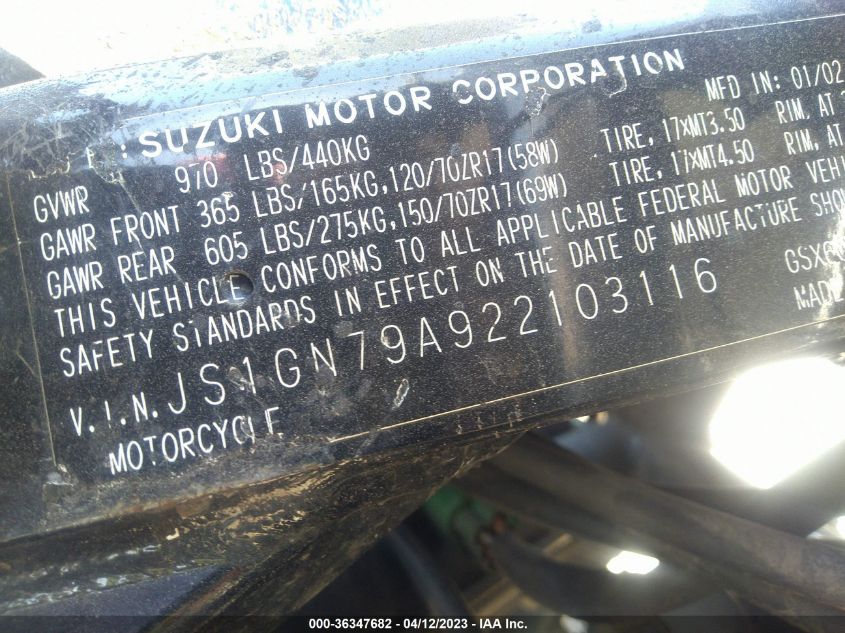 : SUZUKI MOTOR CORPORATION MFD IN: 01/02
GVWR 970 LBS/440KG
GAWR FRONT 365 LBS/165KG,120/70ZR17(58W) TIRE, 17xMT3.50 RIM, AT
GAWR REAR 605 LBS/275KG,150/70ZR17(69W) TIRE, 17xMT4.50 RIM, AT
THIS VEHICLE CONFORMS TO ALL APPLICABLE FEDERAL MOTOR VEHI
SAFETY STANDARDS IN EFFECT ON THE DATE OF MANUFACTURE SHO
V.I.N. JS1GN79A922103116 GSX60
MOTORCYCLE MADE
000-36347682 - 04/12/2023 - IAA Inc.